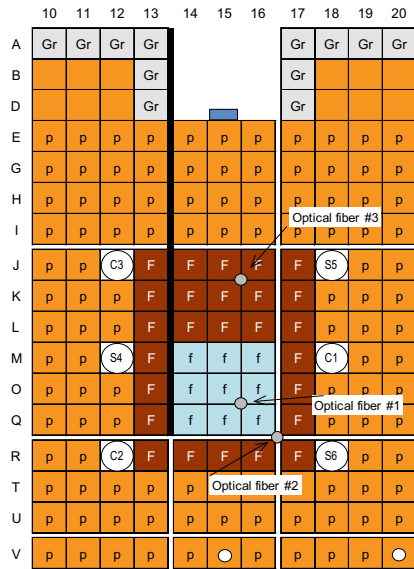 10 11 12 13 14 15 16 17 18 19 20
A Gr Gr Gr Gr Gr Gr Gr Gr
B Gr Gr
D Gr Gr
E p p p p p p p p p p p
G p p p p p p p p p p p
H p p p p p p p p p p p
I p p p p p p p p p p p
Optical fiber #3
J p p C3 F F F F F S5 p p
K p p p F F F F F p p p
L p p p F F F F F p p p
M p p S4 F f f f F C1 p p
O p p p F f f f F p p p
Optical fiber #1
Q p p p F f f f F p p p
R p p C2 F F F F F S6 p p
T p p p p p p p p p p p
Optical fiber #2
U p p p p p p p p p p p
V p p p p p p p p p